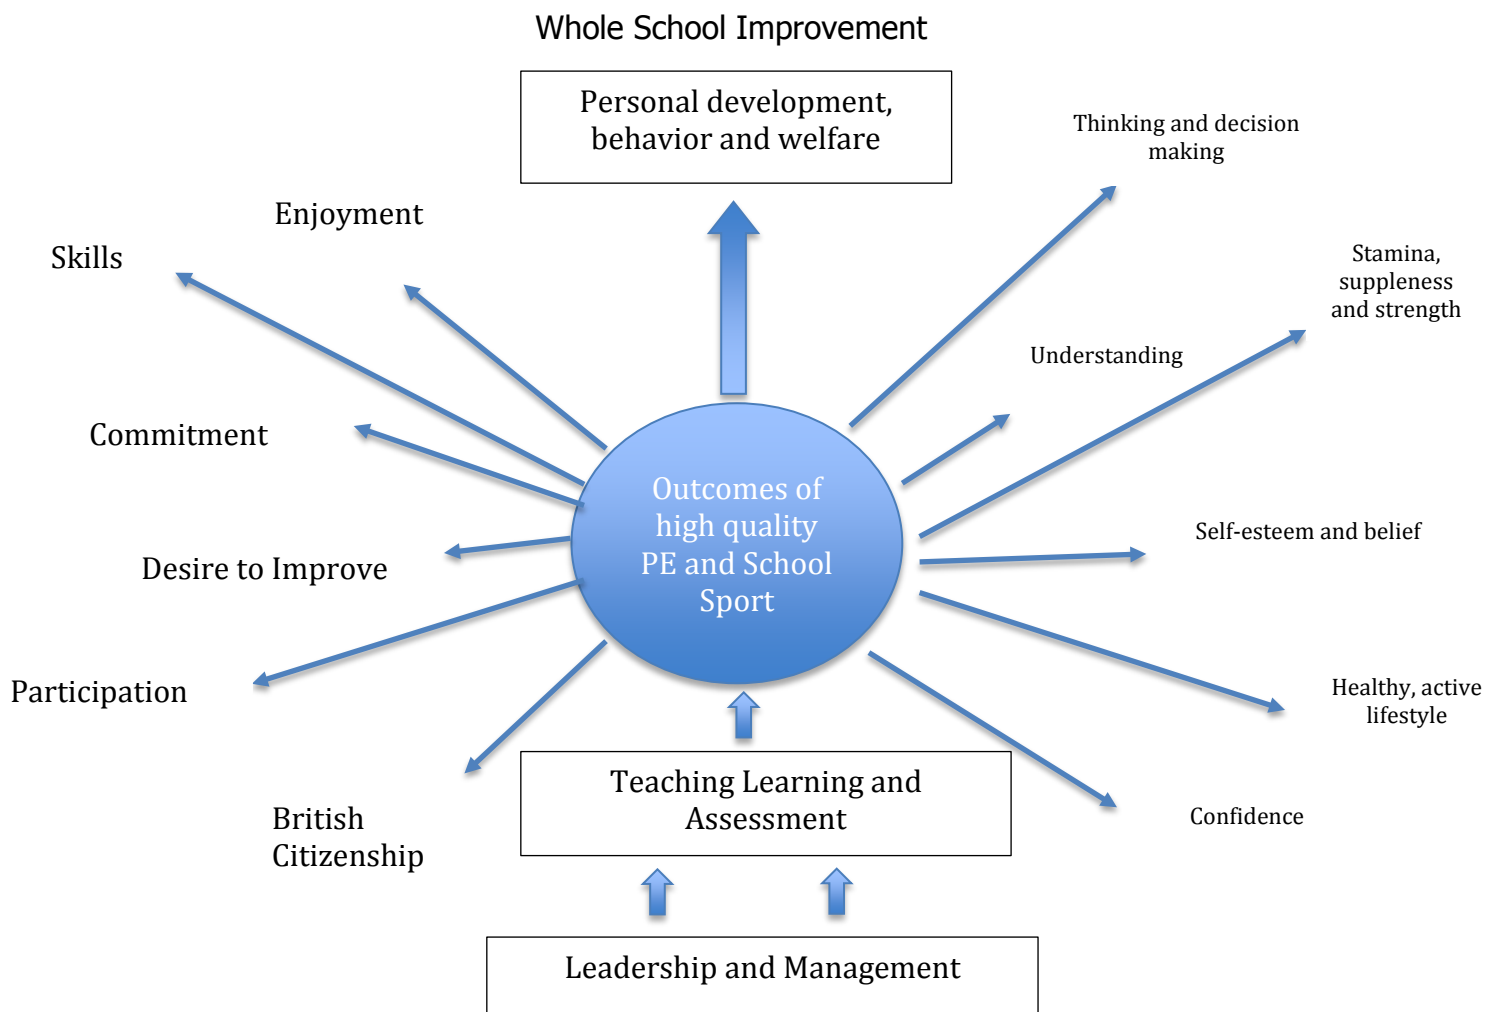 Whole School Improvement
Personal development,
behavior and welfare
Thinking and decision
making
Enjoyment
Skills
Stamina,
suppleness
and strength
Understanding
Commitment
Outcomes of
high quality
PE and School
Sport
Self-esteem and belief
Desire to Improve
Participation
Healthy, active
lifestyle
Teaching Learning and
Assessment
British
Citizenship
Confidence
Leadership and Management